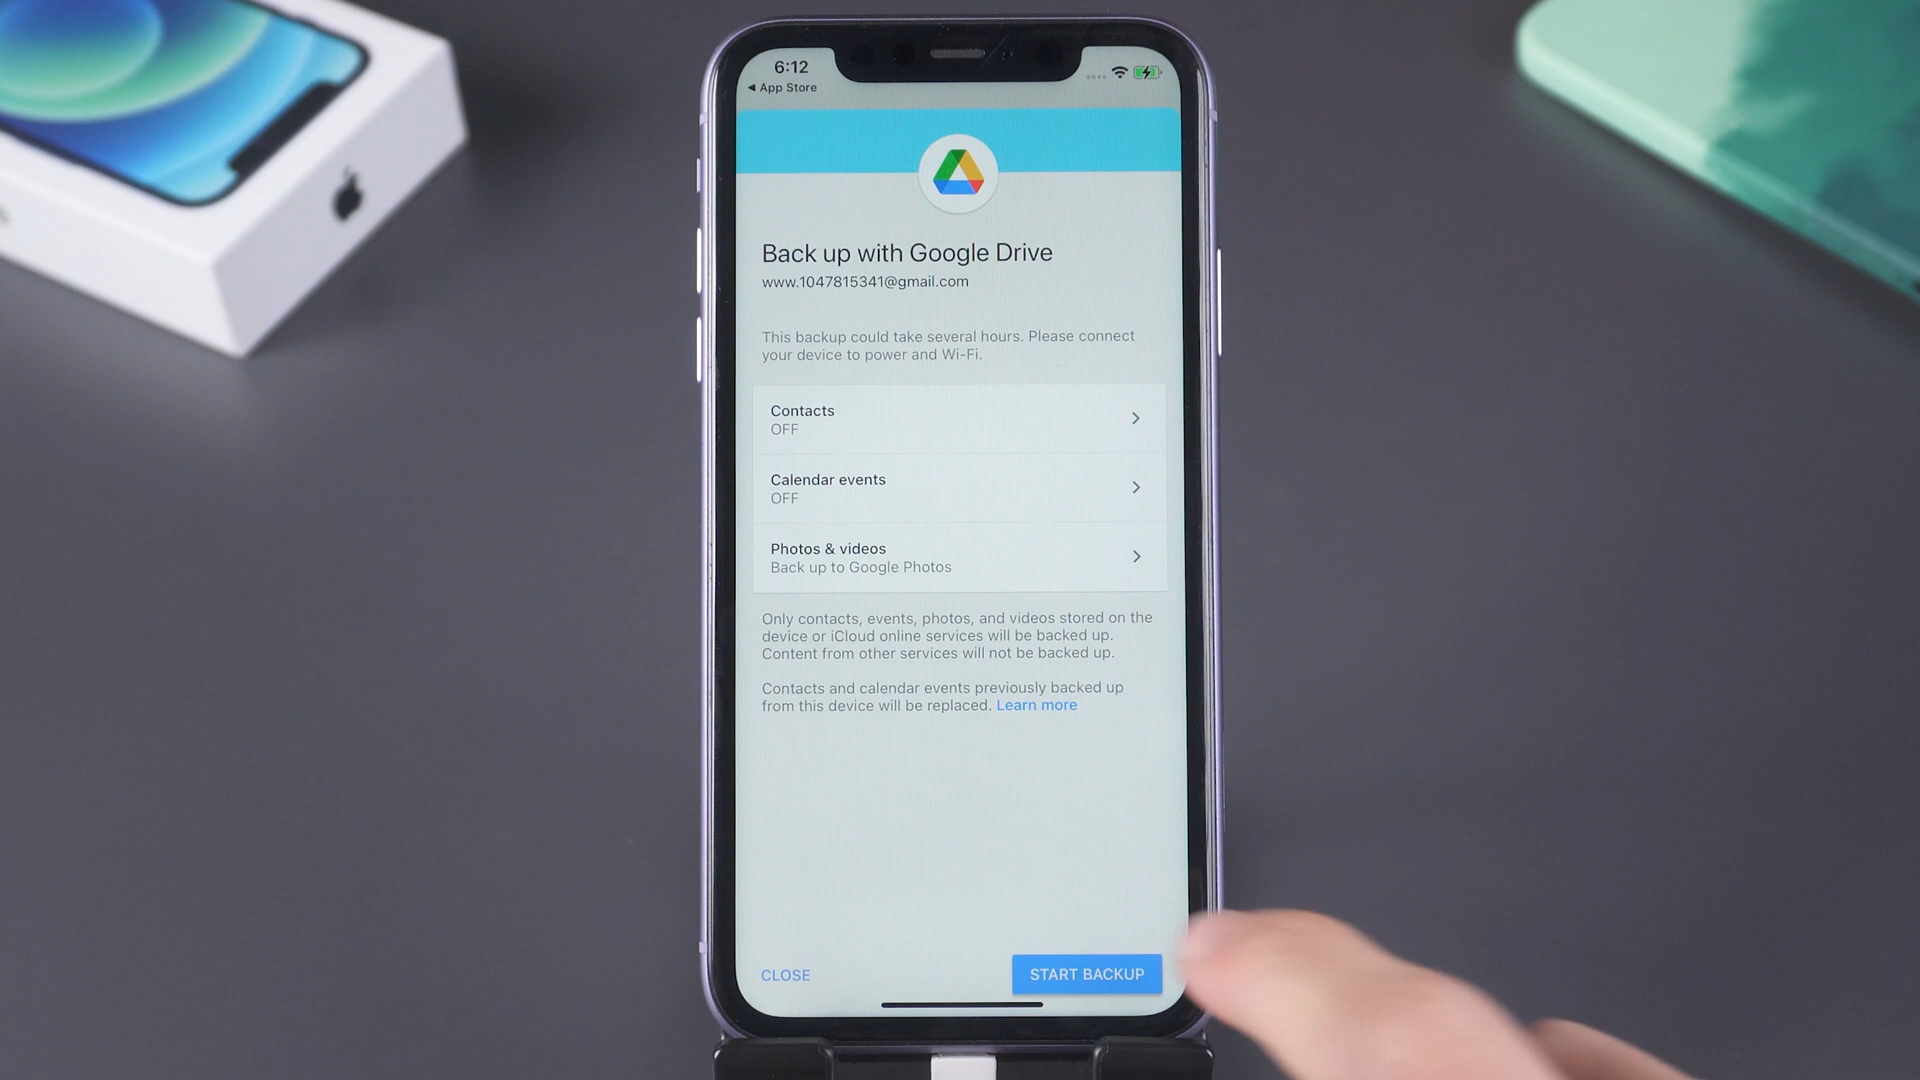 6:12
◂ App Store
Back up with Google Drive
www.1047815341@gmail.com
This backup could take several hours. Please connect
your device to power and Wi-Fi.
Contacts
OFF
Calendar events
OFF
Photos & videos
Back up to Google Photos
Only contacts, events, photos, and videos stored on the
device or iCloud online services will be backed up.
Content from other services will not be backed up.
Contacts and calendar events previously backed up
from this device will be replaced. Learn more
CLOSE
START BACKUP